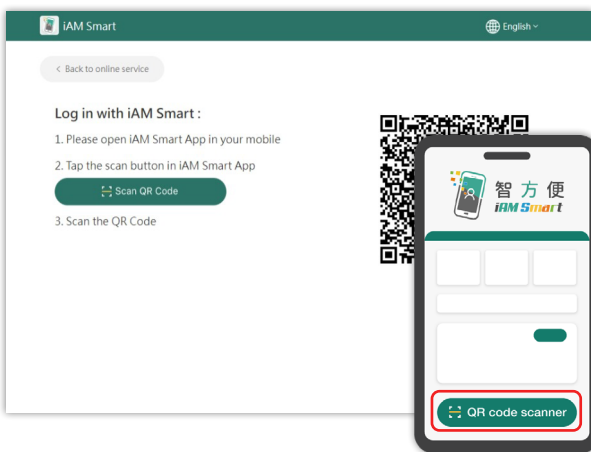 iAM Smart
English
< Back to online service
Log in with iAM Smart :
1. Please open iAM Smart App in your mobile
2. Tap the scan button in iAM Smart App
Scan QR Code
3. Scan the QR Code
智方便
iAM Smart
QR code scanner